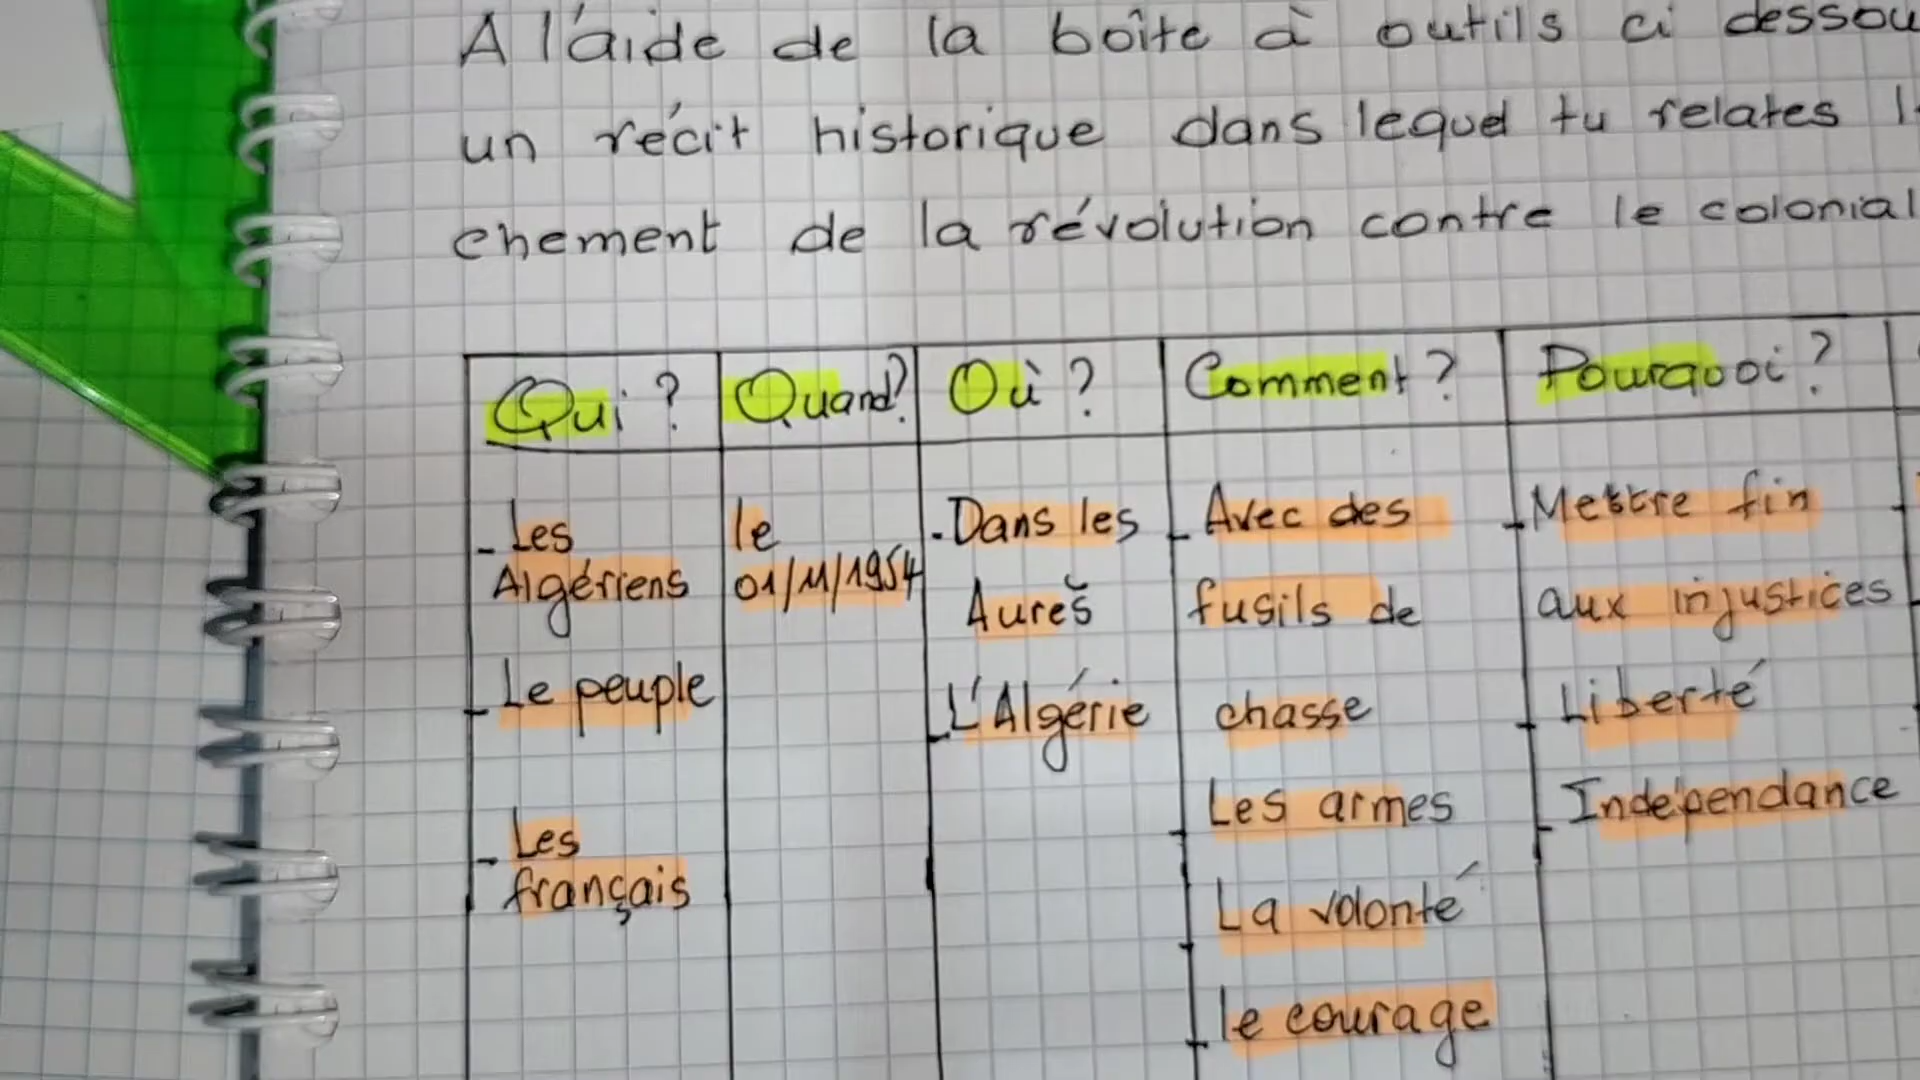 A l'aide de la boîte à outils ci dessou
un récit historique dans lequel tu relates l
chement de la révolution contre le colonial
Qui ? Quand? Où ? Comment ? Pourquoi ?
- Les
Algériens
- Le peuple
- Les
français
le
01/11/1954
- Dans les
Aurès
- L'Algérie
- Avec des
fusils de
chasse
- Les armes
- La volonté
- le courage
- Mettre fin
aux injustices
- Liberté
- Indépendance